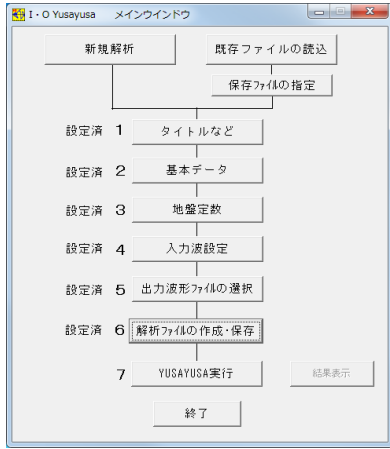 I・O Yusayusa　メインウインドウ
新規解析　既存ファイルの読込
保存ﾌｧｲﾙの指定
設定済　1　タイトルなど
設定済　2　基本データ
設定済　3　地盤定数
設定済　4　入力波設定
設定済　5　出力波形ﾌｧｲﾙの選択
設定済　6　解析ﾌｧｲﾙの作成・保存
7　YUSAYUSA実行　結果表示
終了